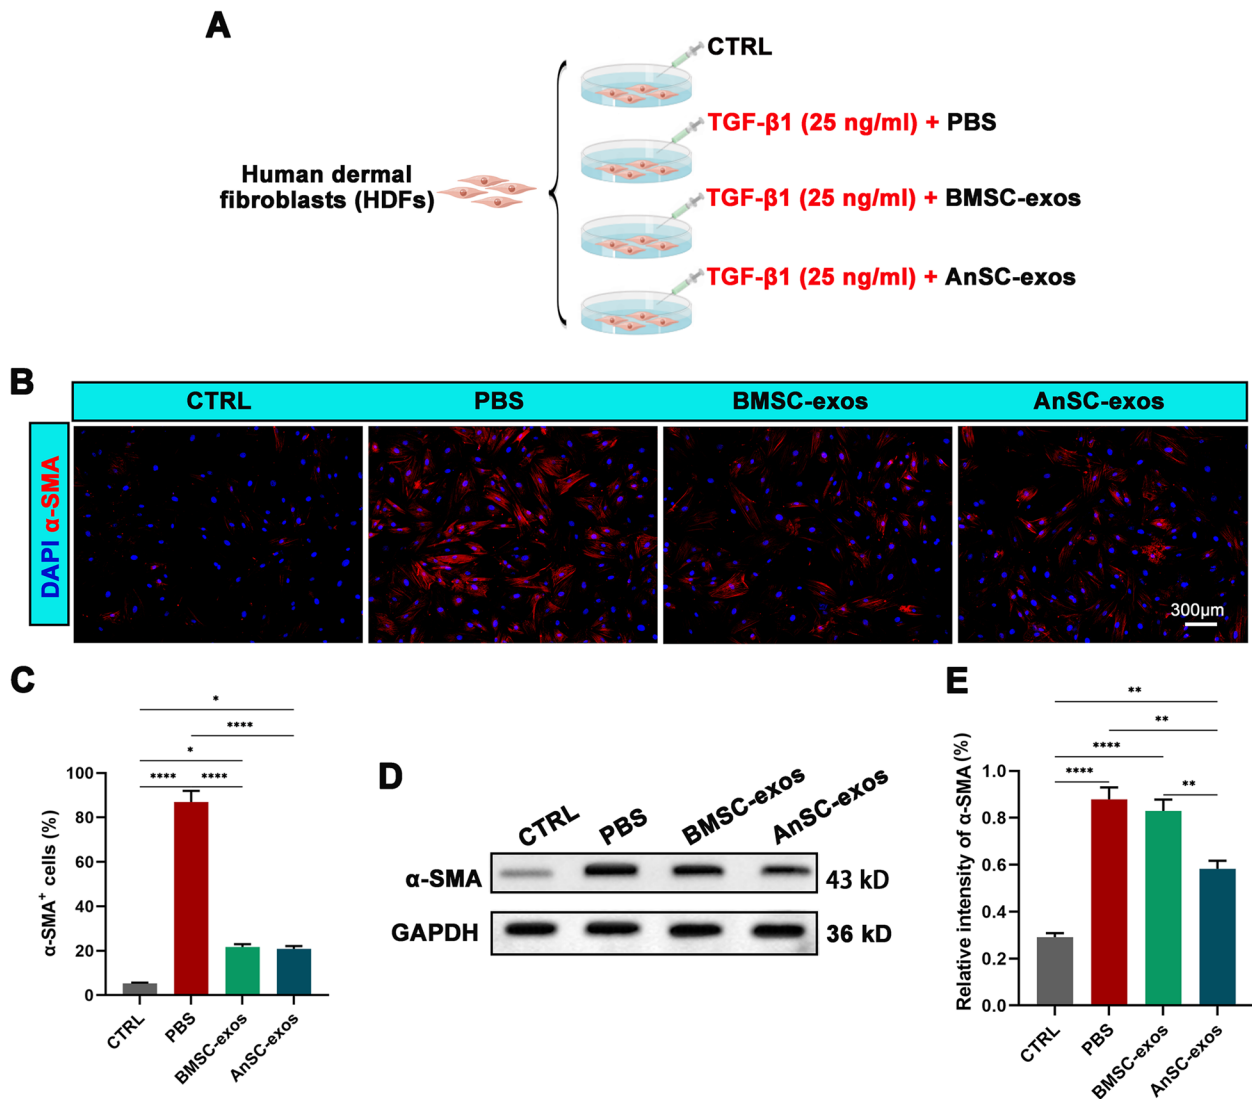 A
CTRL
TGF-β1 (25 ng/ml) + PBS
Human dermal
fibroblasts (HDFs)
TGF-β1 (25 ng/ml) + BMSC-exos
TGF-β1 (25 ng/ml) + AnSC-exos
B
CTRL PBS BMSC-exos AnSC-exos
DAPI α-SMA
300μm
C
*
****
*
**** ****
α-SMA+ cells (%)
100
80
60
40
20
0
CTRL PBS BMSC-exos AnSC-exos
D
CTRL PBS BMSC-exos AnSC-exos
α-SMA 43 kD
GAPDH 36 kD
E
**
**
****
**** **
Relative intensity of α-SMA (%)
1.0
0.8
0.6
0.4
0.2
0.0
CTRL PBS BMSC-exos AnSC-exos